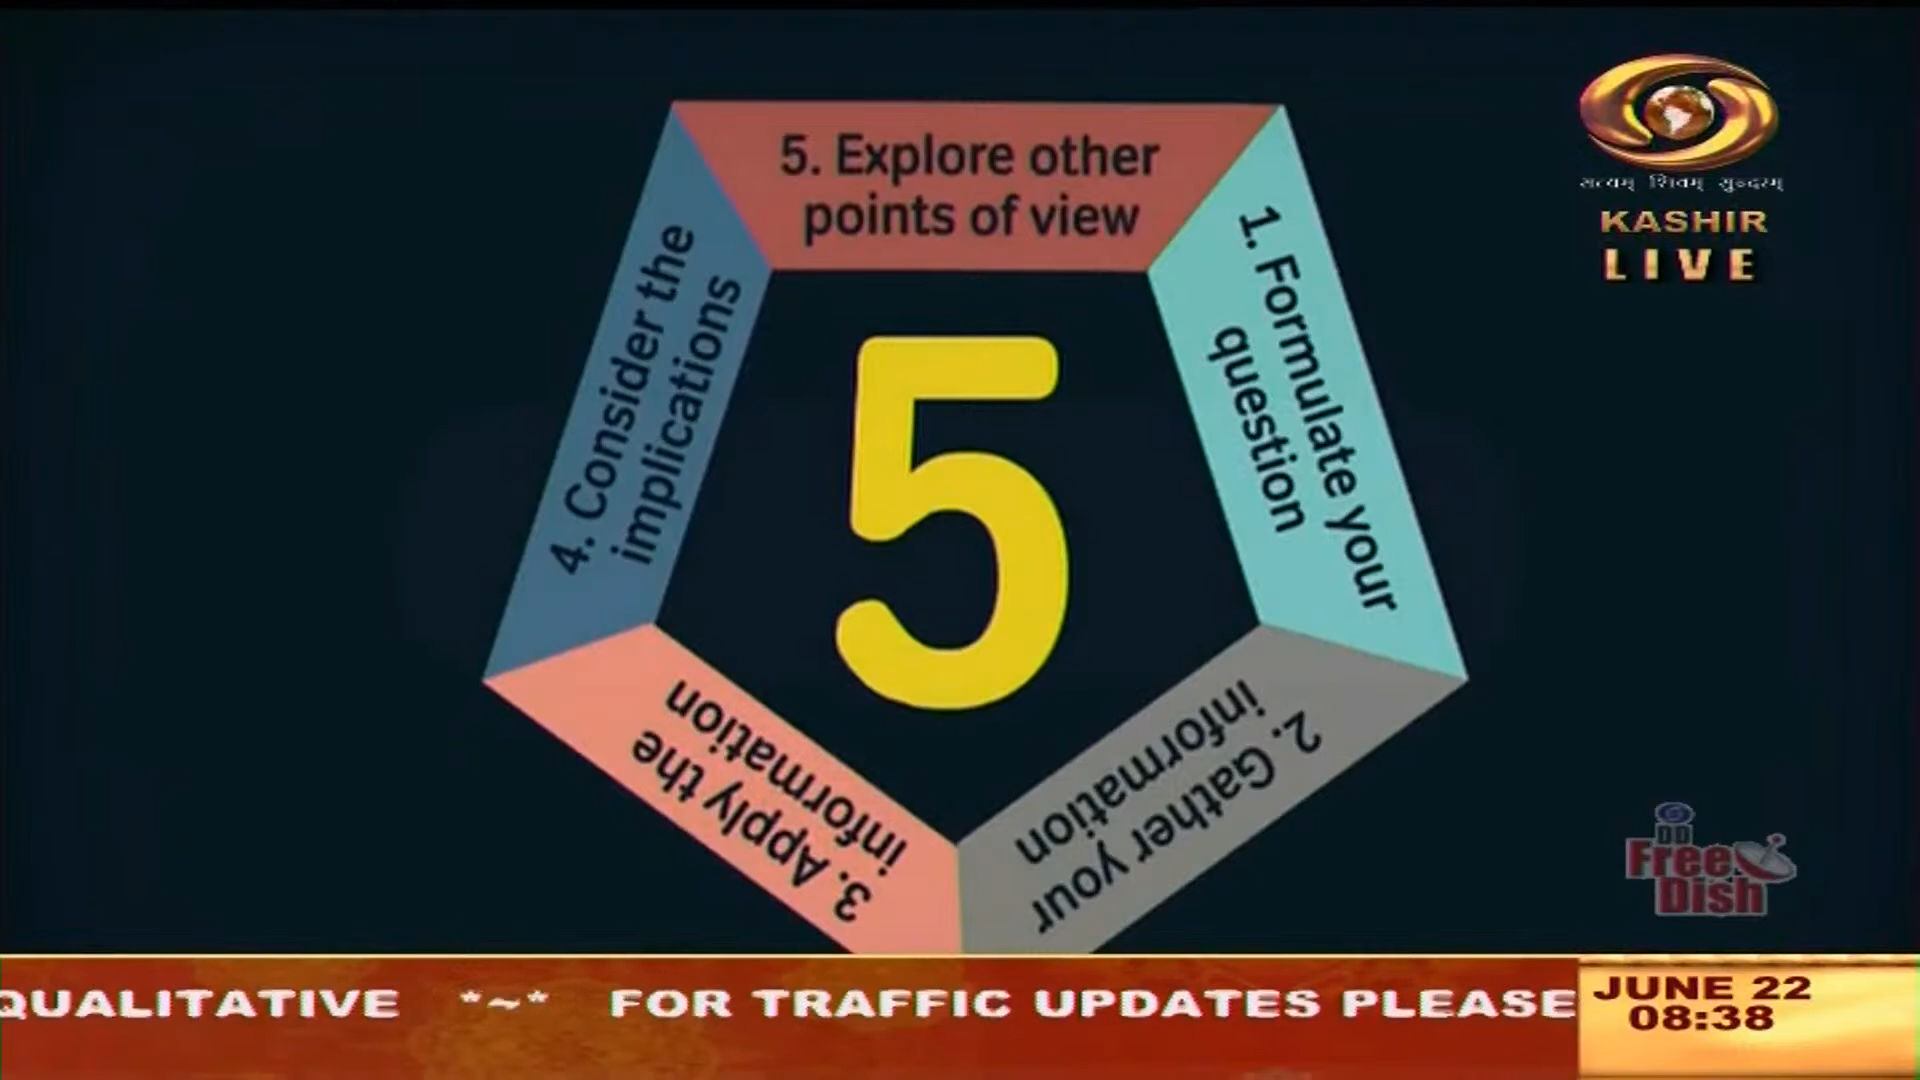 5. Explore other
points of view
1. Formulate your
question
2. Gather your
information
3. Apply the
information
4. Consider the
implications
5
सत्यम् शिवम् सुन्दरम्
KASHIR
LIVE
DD
Free
Dish
QUALITATIVE *~* FOR TRAFFIC UPDATES PLEASE
JUNE 22
08:38